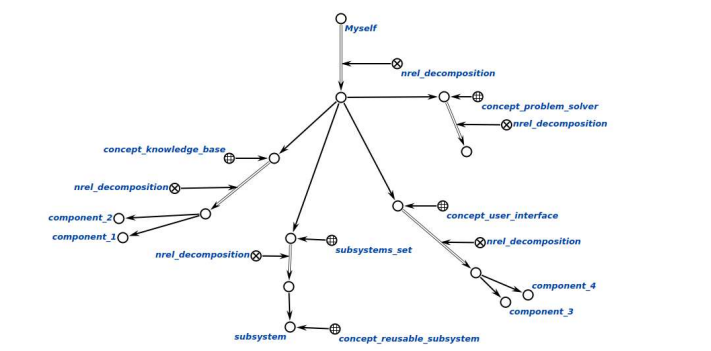 Myself
nrel_decomposition
concept_problem_solver
nrel_decomposition
concept_knowledge_base
nrel_decomposition
component_2
component_1
concept_user_interface
nrel_decomposition
subsystems_set
nrel_decomposition
component_4
component_3
subsystem
concept_reusable_subsystem